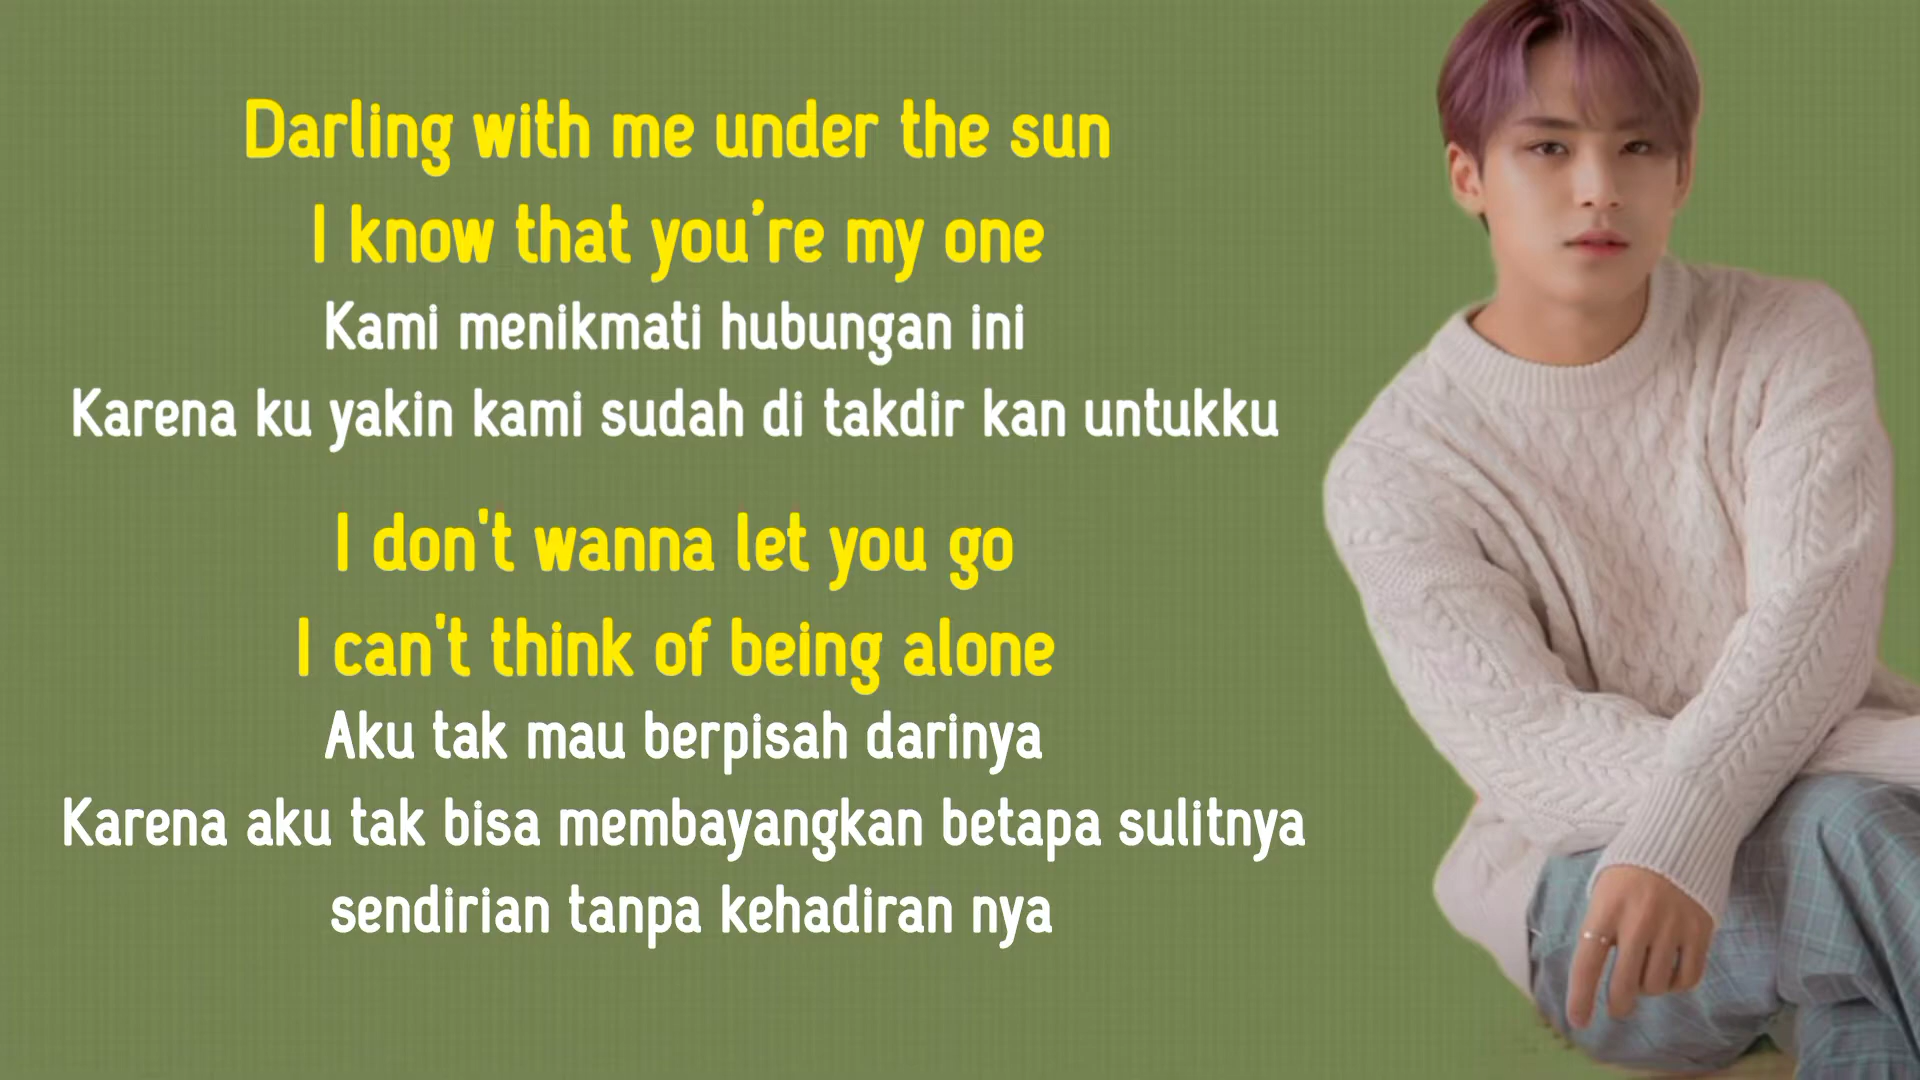 Darling with me under the sun
I know that you’re my one
Kami menikmati hubungan ini
Karena ku yakin kami sudah di takdir kan untukku
I don't wanna let you go
I can't think of being alone
Aku tak mau berpisah darinya
Karena aku tak bisa membayangkan betapa sulitnya
sendirian tanpa kehadiran nya